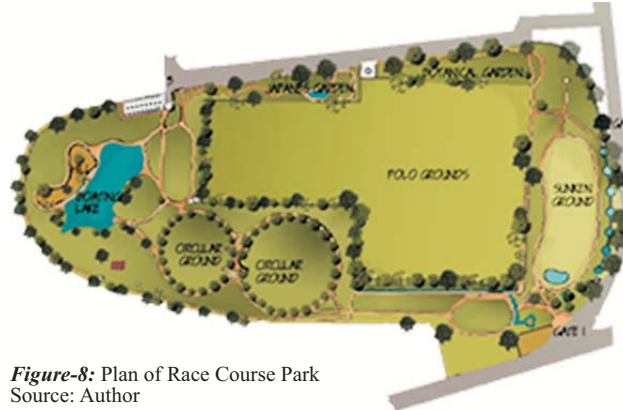 JAPANES GARDEN
BOTANICAL GARDEN
POLO GROUNDS
SUNKEN
GROUND
BOATING
LAKE
CIRCULAR
GROUND
CIRCULAR
GROUND
GATE 1
Figure-8: Plan of Race Course Park
Source: Author